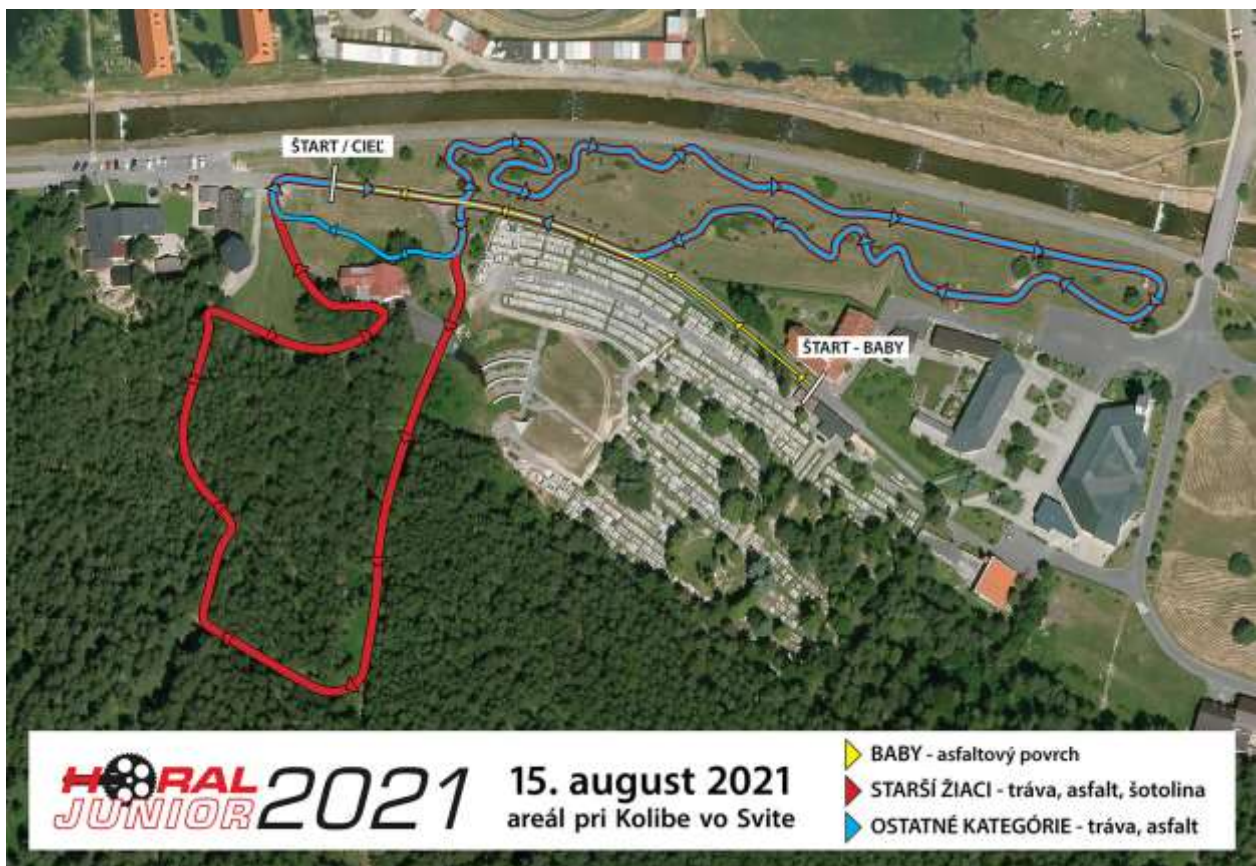 ŠTART / CIEĽ
ŠTART - BABY
HORAL
JUNIOR
2021
15. august 2021
areál pri Kolibe vo Svite
BABY - asfaltový povrch
STARŠÍ ŽIACI - tráva, asfalt, šotolina
OSTATNÉ KATEGÓRIE - tráva, asfalt